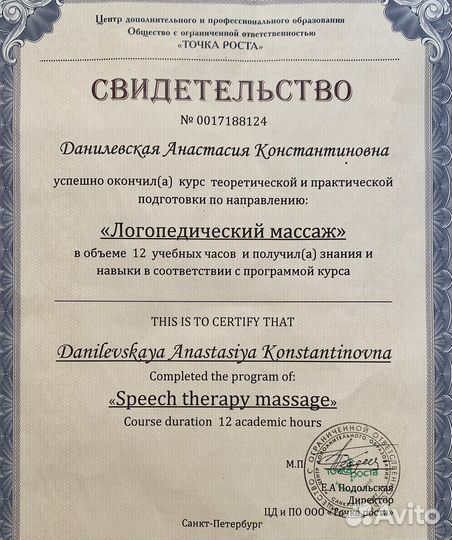 Центр дополнительного и профессионального образования
Общество с ограниченной ответственностью
«ТОЧКА РОСТА»
СВИДЕТЕЛЬСТВО
№ 0017188124
Данилевская Анастасия Константиновна
успешно окончил(а) курс теоретической и практической
подготовки по направлению:
«Логопедический массаж»
в объеме 12 учебных часов и получил(а) знания и
навыки в соответствии с программой курса
THIS IS TO CERTIFY THAT
Danilevskaya Anastasiya Konstantinovna
Completed the program of:
«Speech therapy massage»
Course duration 12 academic hours
М.П.
Е.А Подольская
Директор
ЦД и ПО ООО «Точка роста»
Санкт-Петербург
Avito